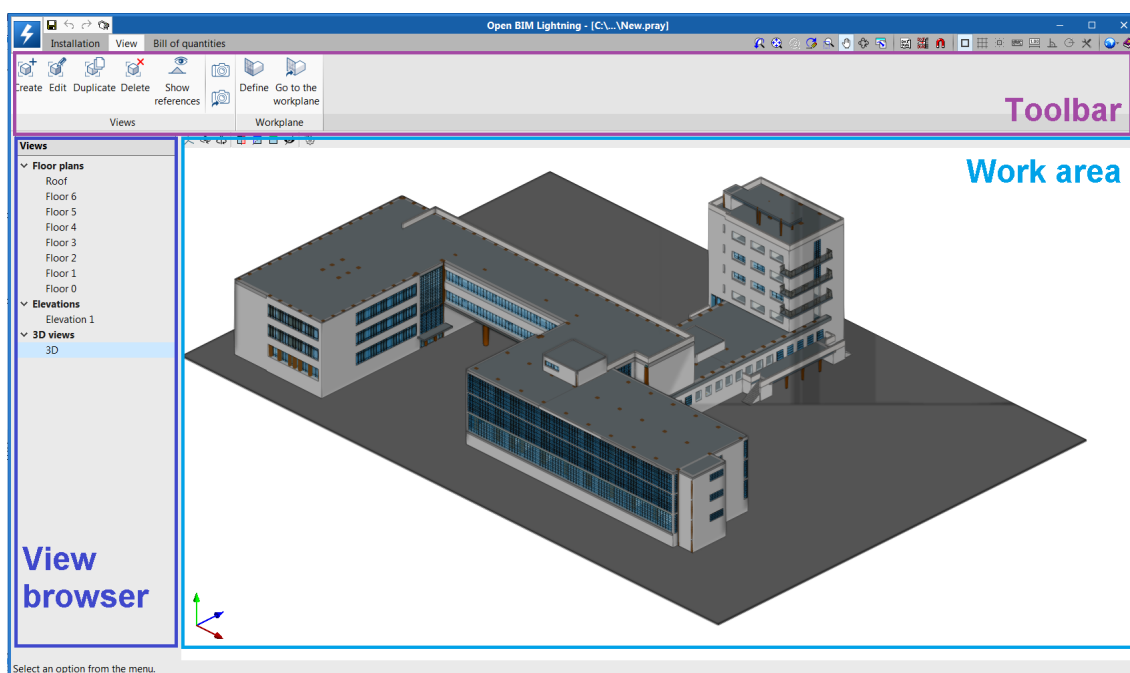 Open BIM Lightning - [C:\...\New.pray]
Installation View Bill of quantities
Create Edit Duplicate Delete Show references Define Go to the workplane
Views Workplane
Toolbar
Views
Work area
Floor plans
Roof
Floor 6
Floor 5
Floor 4
Floor 3
Floor 2
Floor 1
Floor 0
Elevations
Elevation 1
3D views
3D
View
browser
Select an option from the menu.